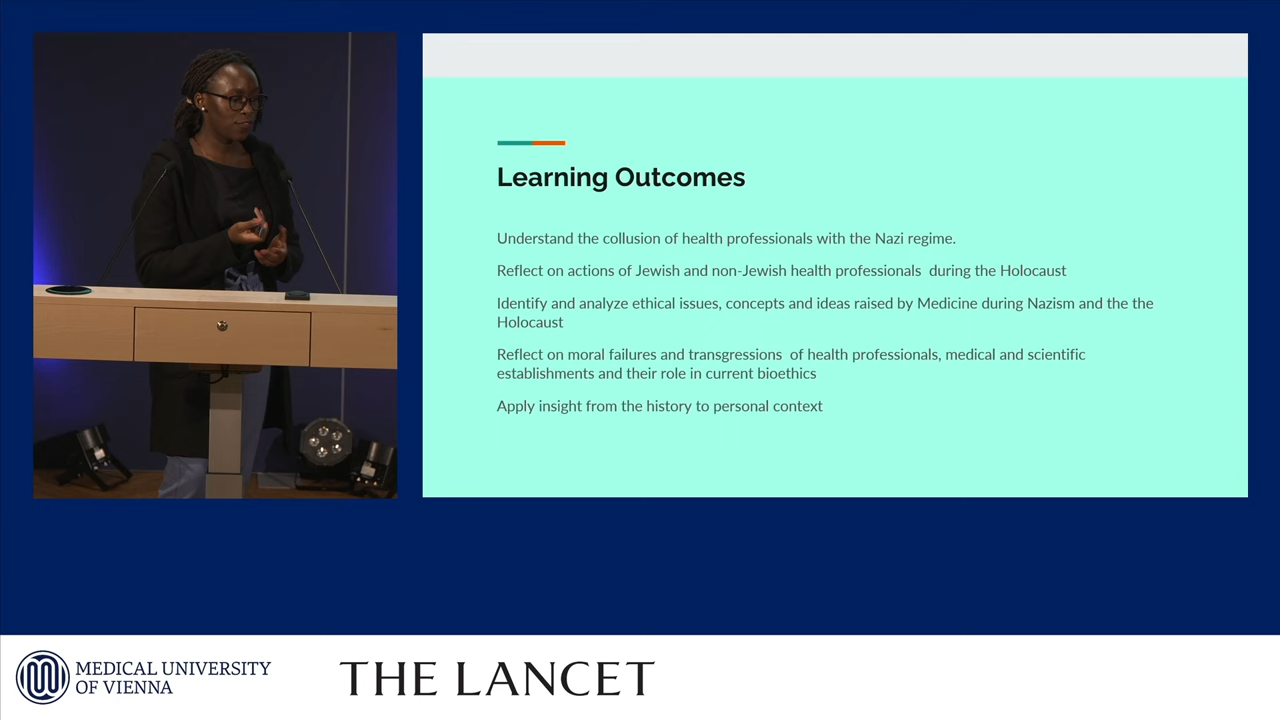 Learning Outcomes
Understand the collusion of health professionals with the Nazi regime.
Reflect on actions of Jewish and non-Jewish health professionals  during the Holocaust
Identify and analyze ethical issues, concepts and ideas raised by Medicine during Nazism and the the
Holocaust
Reflect on moral failures and transgressions  of health professionals, medical and scientific
establishments and their role in current bioethics
Apply insight from the history to personal context
MEDICAL UNIVERSITY
OF VIENNA
THE LANCET